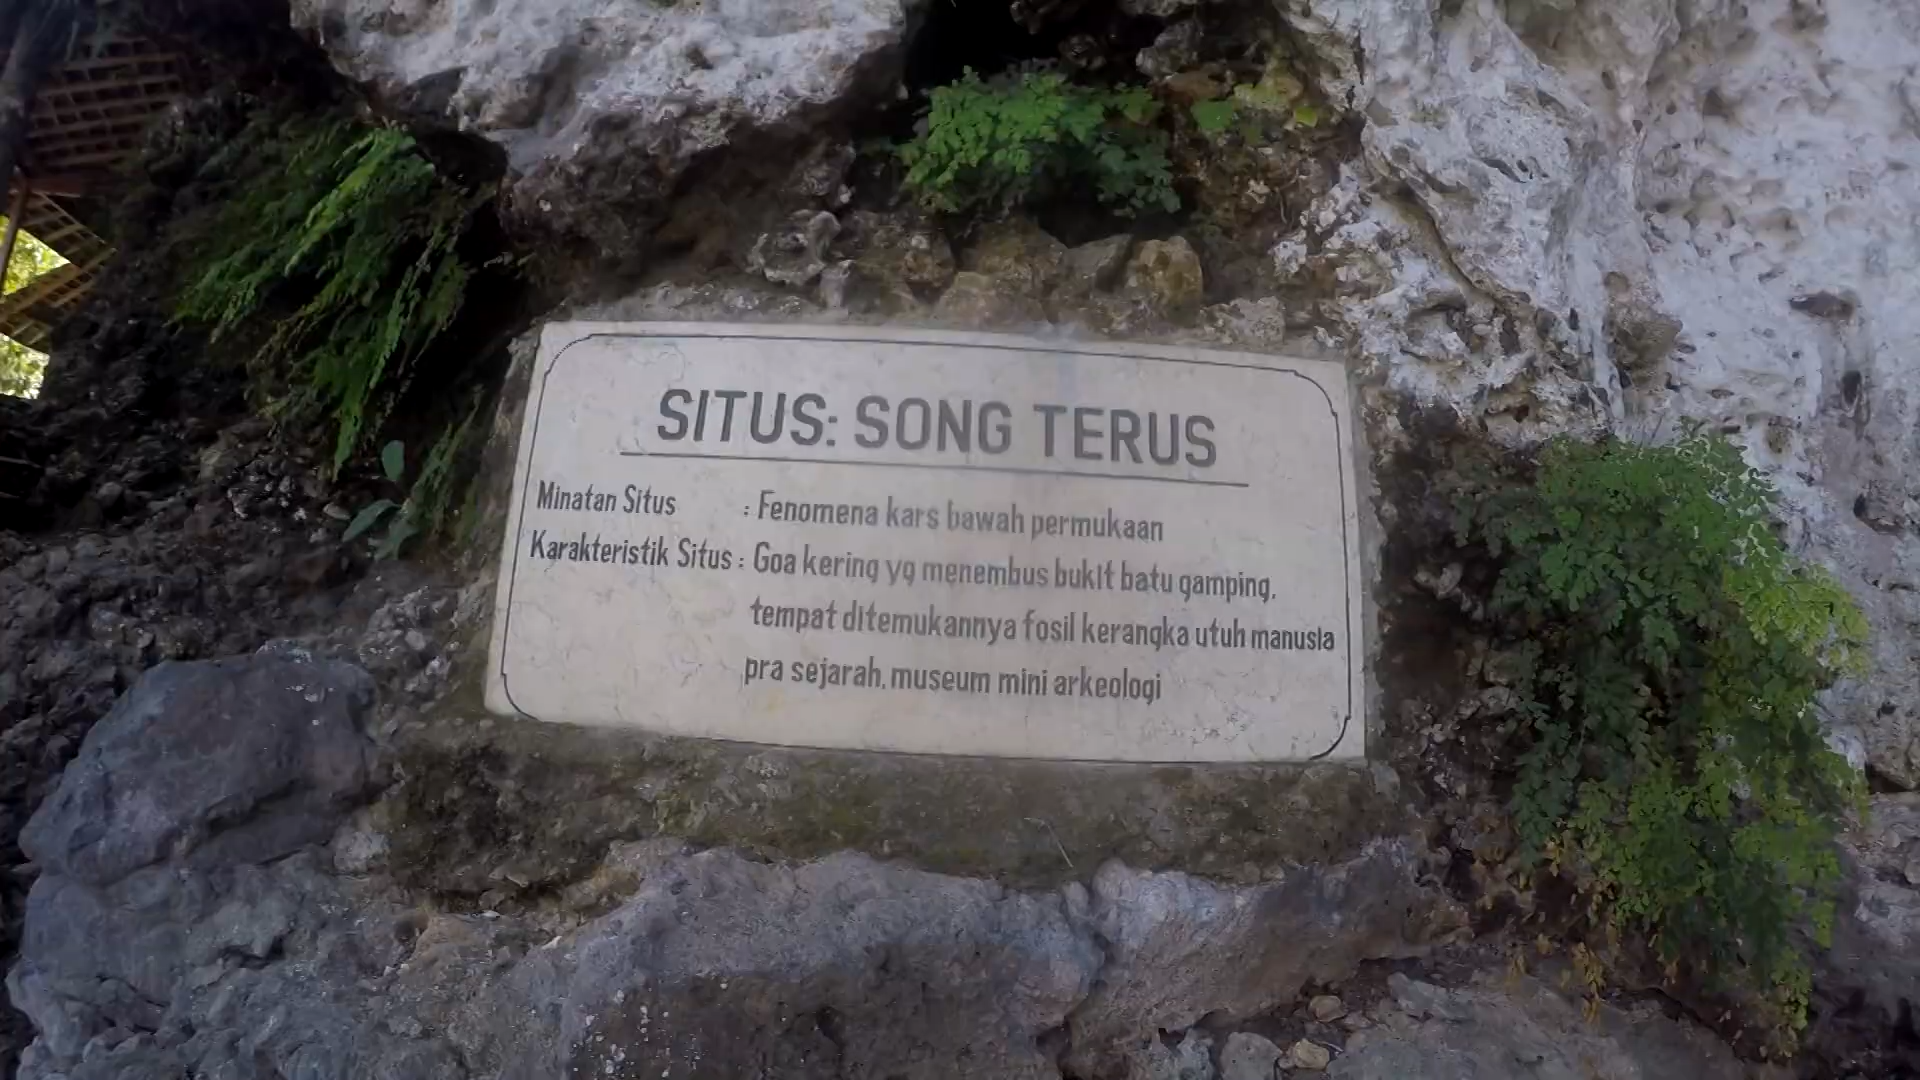 SITUS: SONG TERUS
Minatan Situs : Fenomena kars bawah permukaan
Karakteristik Situs : Goa kering yg menembus bukit batu gamping,
tempat ditemukannya fosil kerangka utuh manusia
pra sejarah, museum mini arkeologi